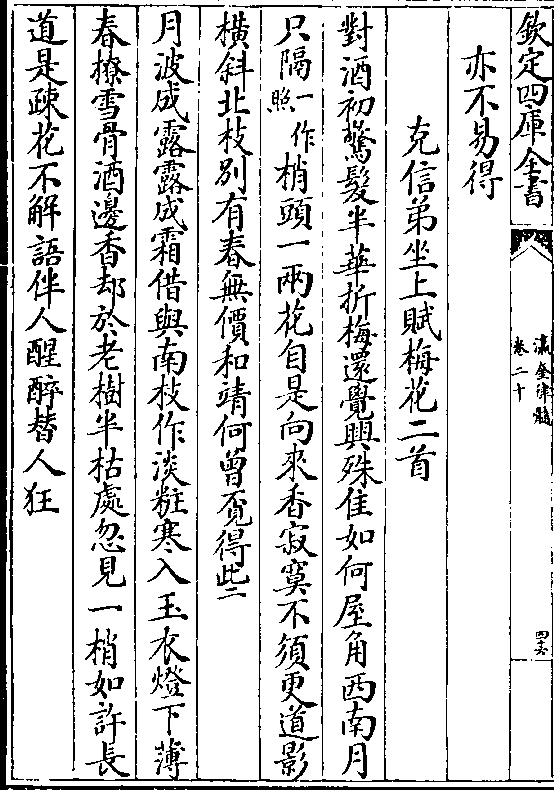 欽定四庫全書
瀛奎律髓
卷二十
四十六
亦不易得
克信弟坐上賦梅花二首
對酒初驚髮半華折梅還覺興殊佳如何屋角西南月
只隔一作照梢頭一兩花自是向來香寂寞不須更道影
橫斜北枝别有春無價和靖何曾覔得此二
月波成露露成霜借與南枝作淡粧寒入玉衣燈下薄
春撩雪骨酒邊香却於老樹半枯處忽見一梢如許長
道是疎花不解語伴人醒醉替人狂